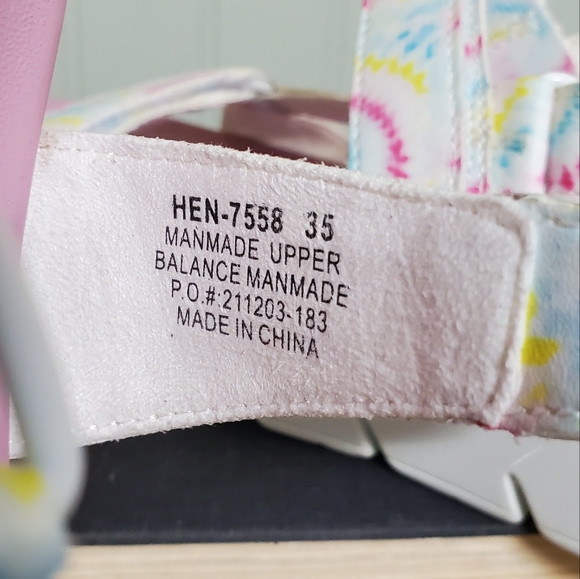 HEN-7558 35
MANMADE UPPER
BALANCE MANMADE
P.O.#:211203-183
MADE IN CHINA